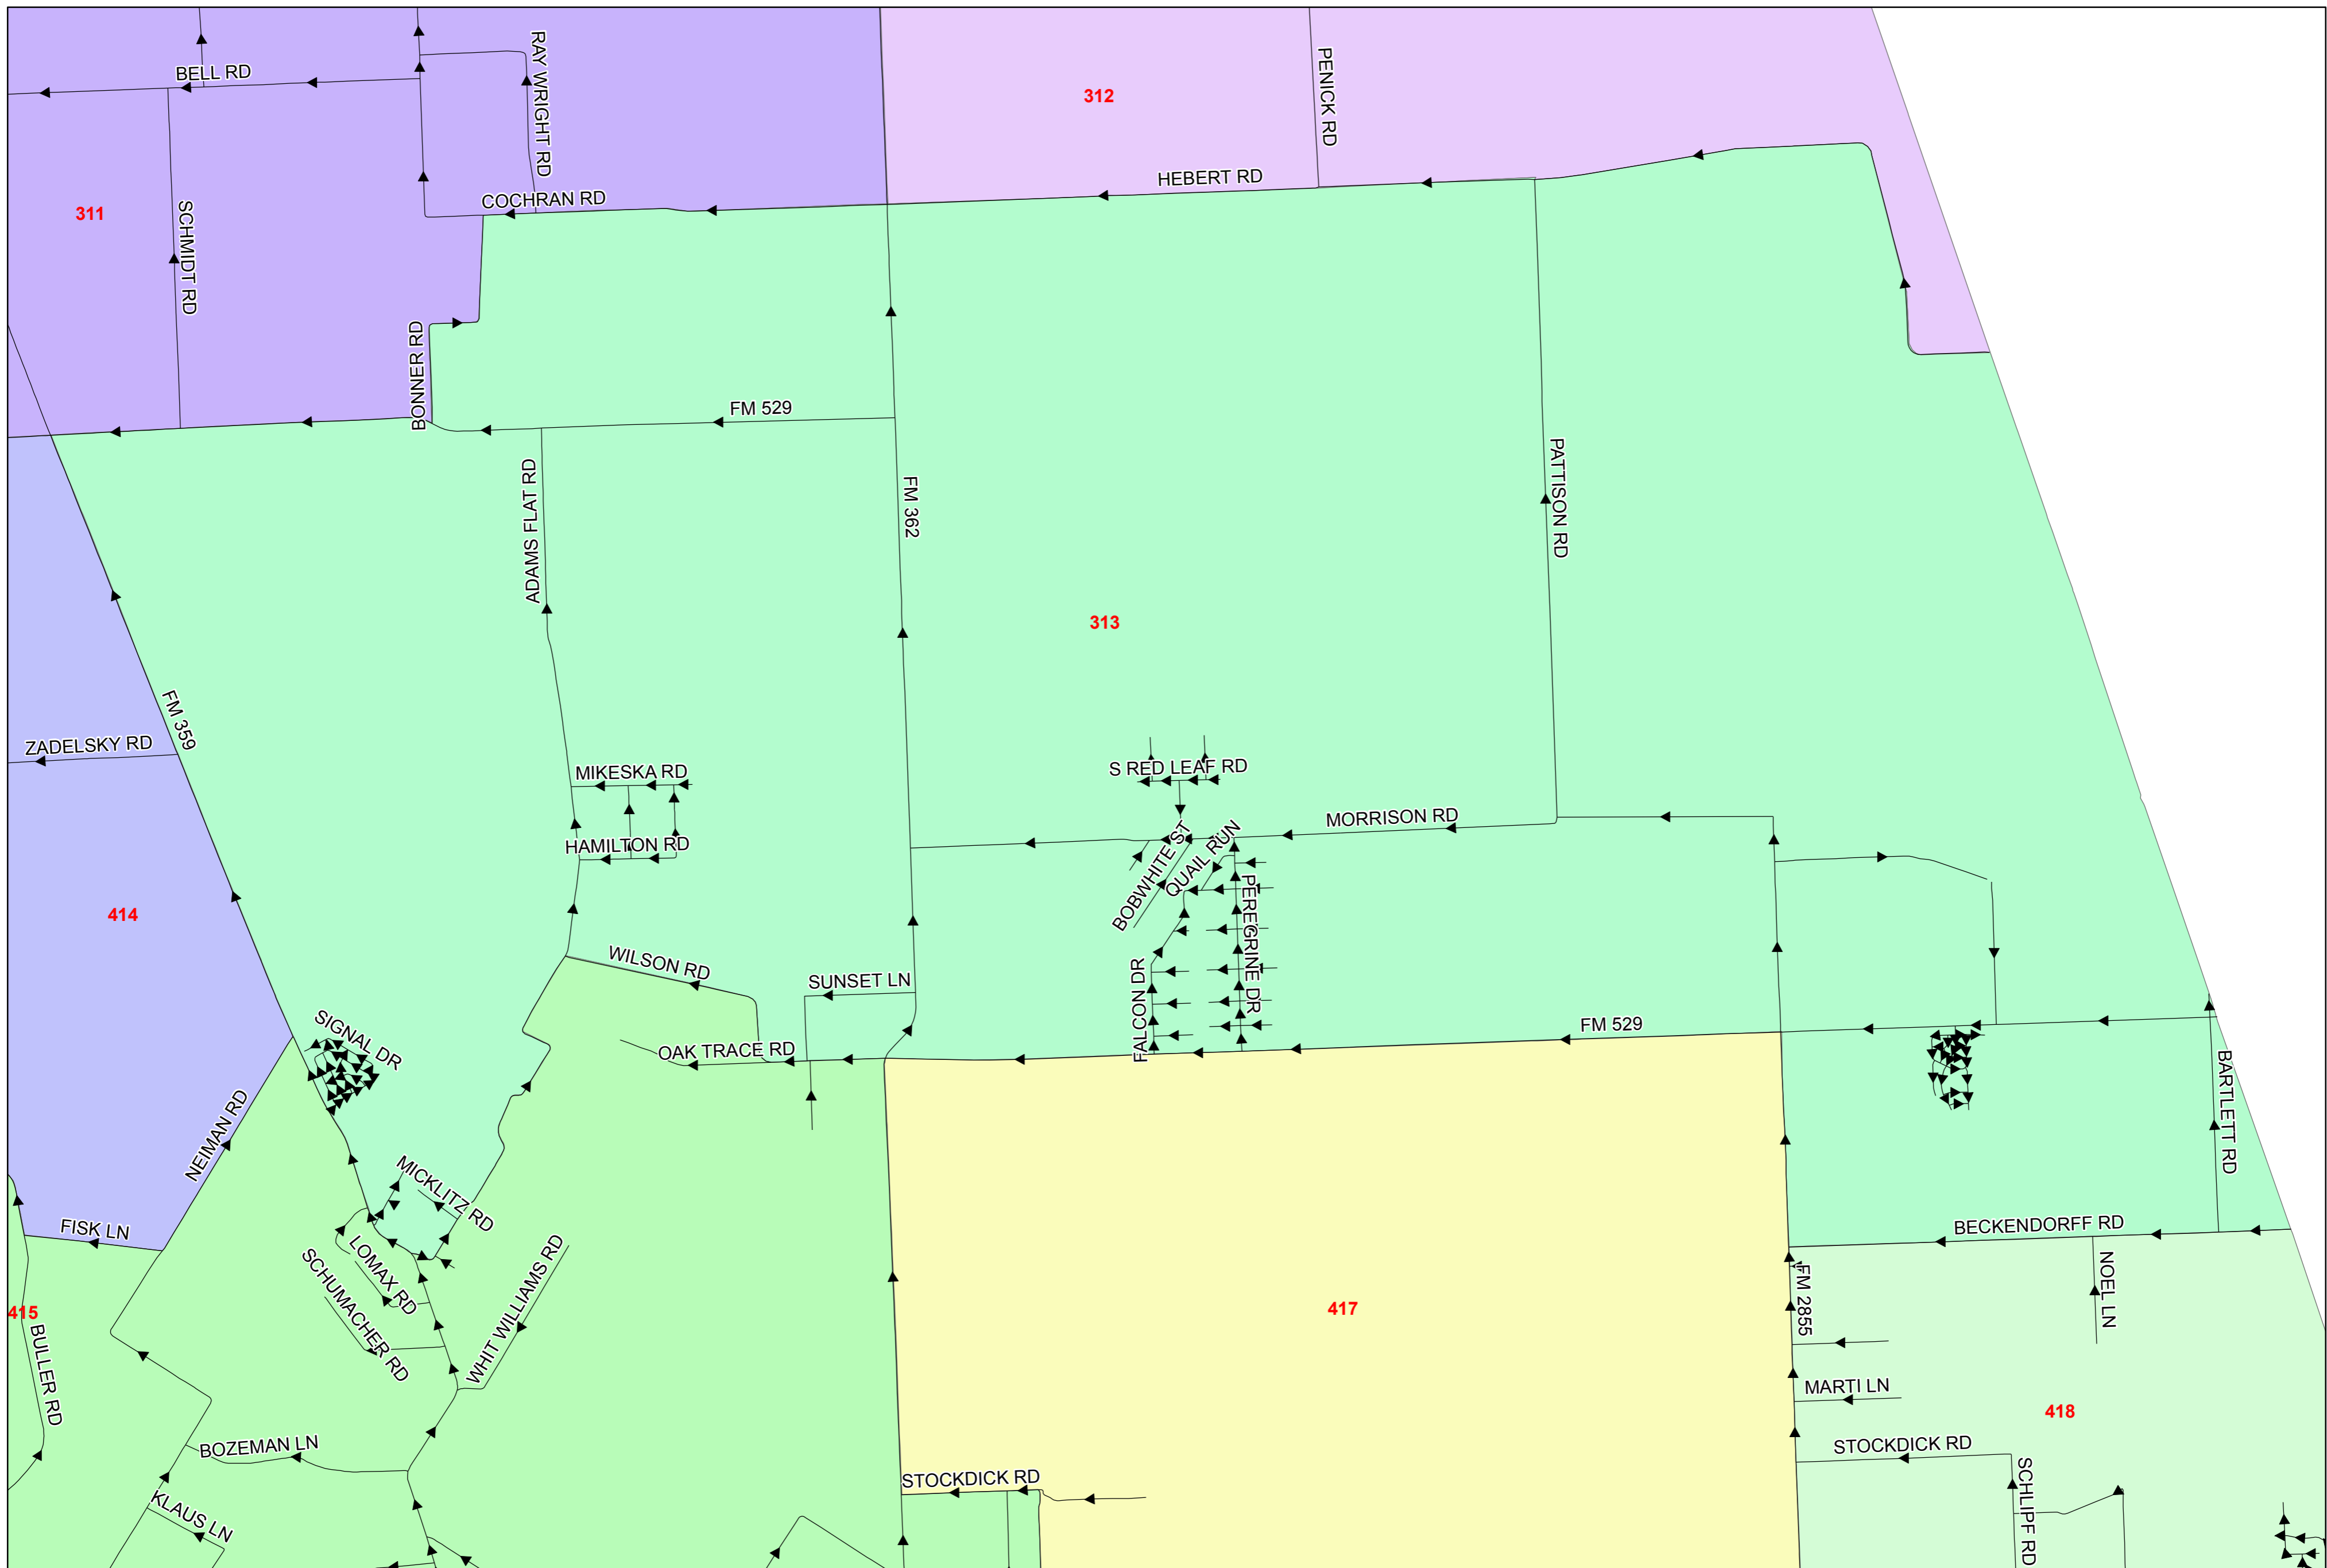 RAY WRIGHT RD
PENICK RD
BELL RD
312
HEBERT RD
COCHRAN RD
311
SCHMIDT RD
BONNER RD
FM 529
ADAMS FLAT RD
FM 362
PATTISON RD
313
FM 359
ZADELSKY RD
MIKESKA RD
S RED LEAF RD
MORRISON RD
HAMILTON RD
BOBWHITE ST
QUAIL RUN
PEREGRINE DR
414
WILSON RD
SUNSET LN
FALCON DR
SIGNAL DR
OAK TRACE RD
FM 529
BARTLETT RD
NEIMAN RD
MICKLITZ RD
FISK LN
BECKENDORFF RD
LOMAX RD
SCHUMACHER RD
WHIT WILLIAMS RD
FM 2855
NOEL LN
415
417
BULLER RD
MARTI LN
418
BOZEMAN LN
STOCKDICK RD
STOCKDICK RD
SCHLIPF RD
KLAUS LN